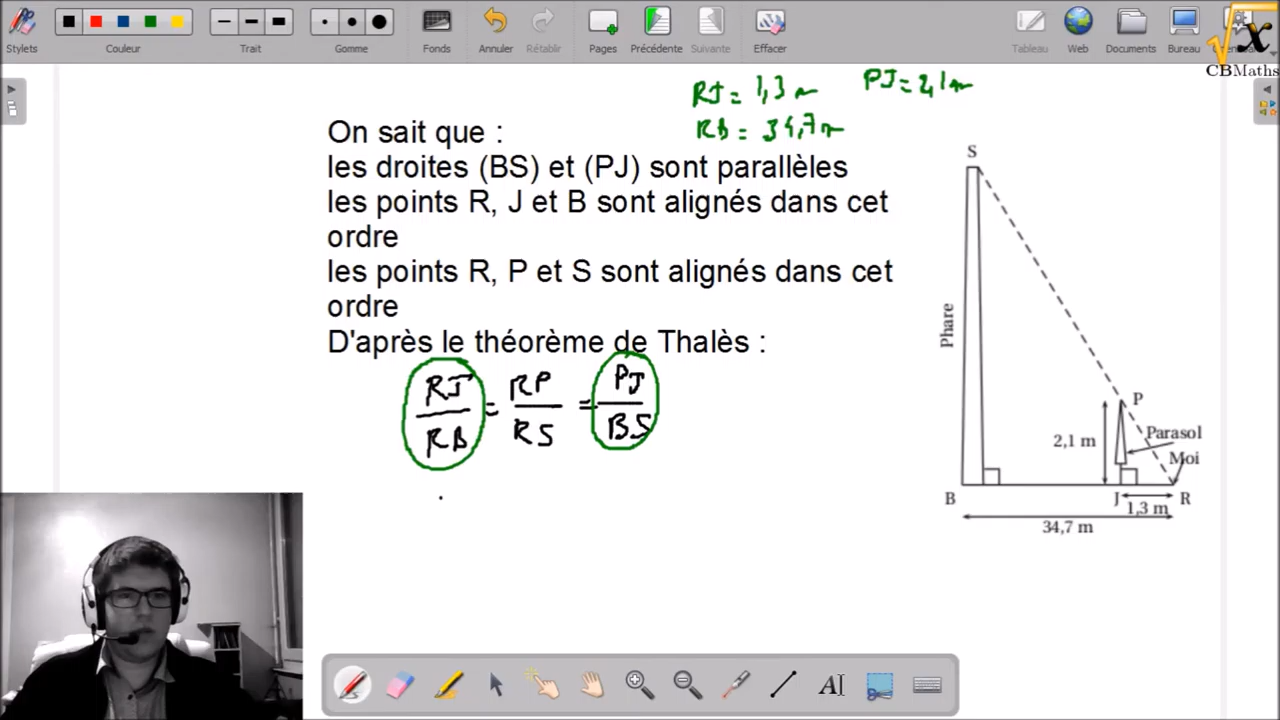 Stylets
Couleur
Trait
Gomme
Fonds
Annuler
Rétablir
Pages
Précédente
Suivante
Effacer
Tableau
Web
Documents
Bureau
CBMaths
RJ = 1,3 m
PJ = 2,1 m
RB = 34,7 m
On sait que :
les droites (BS) et (PJ) sont parallèles
les points R, J et B sont alignés dans cet
ordre
les points R, P et S sont alignés dans cet
ordre
D'après le théorème de Thalès :
RJ/RB = RP/RS = PJ/BS
S
Phare
P
2,1 m
Parasol
Moi
B
J
R
1,3 m
34,7 m